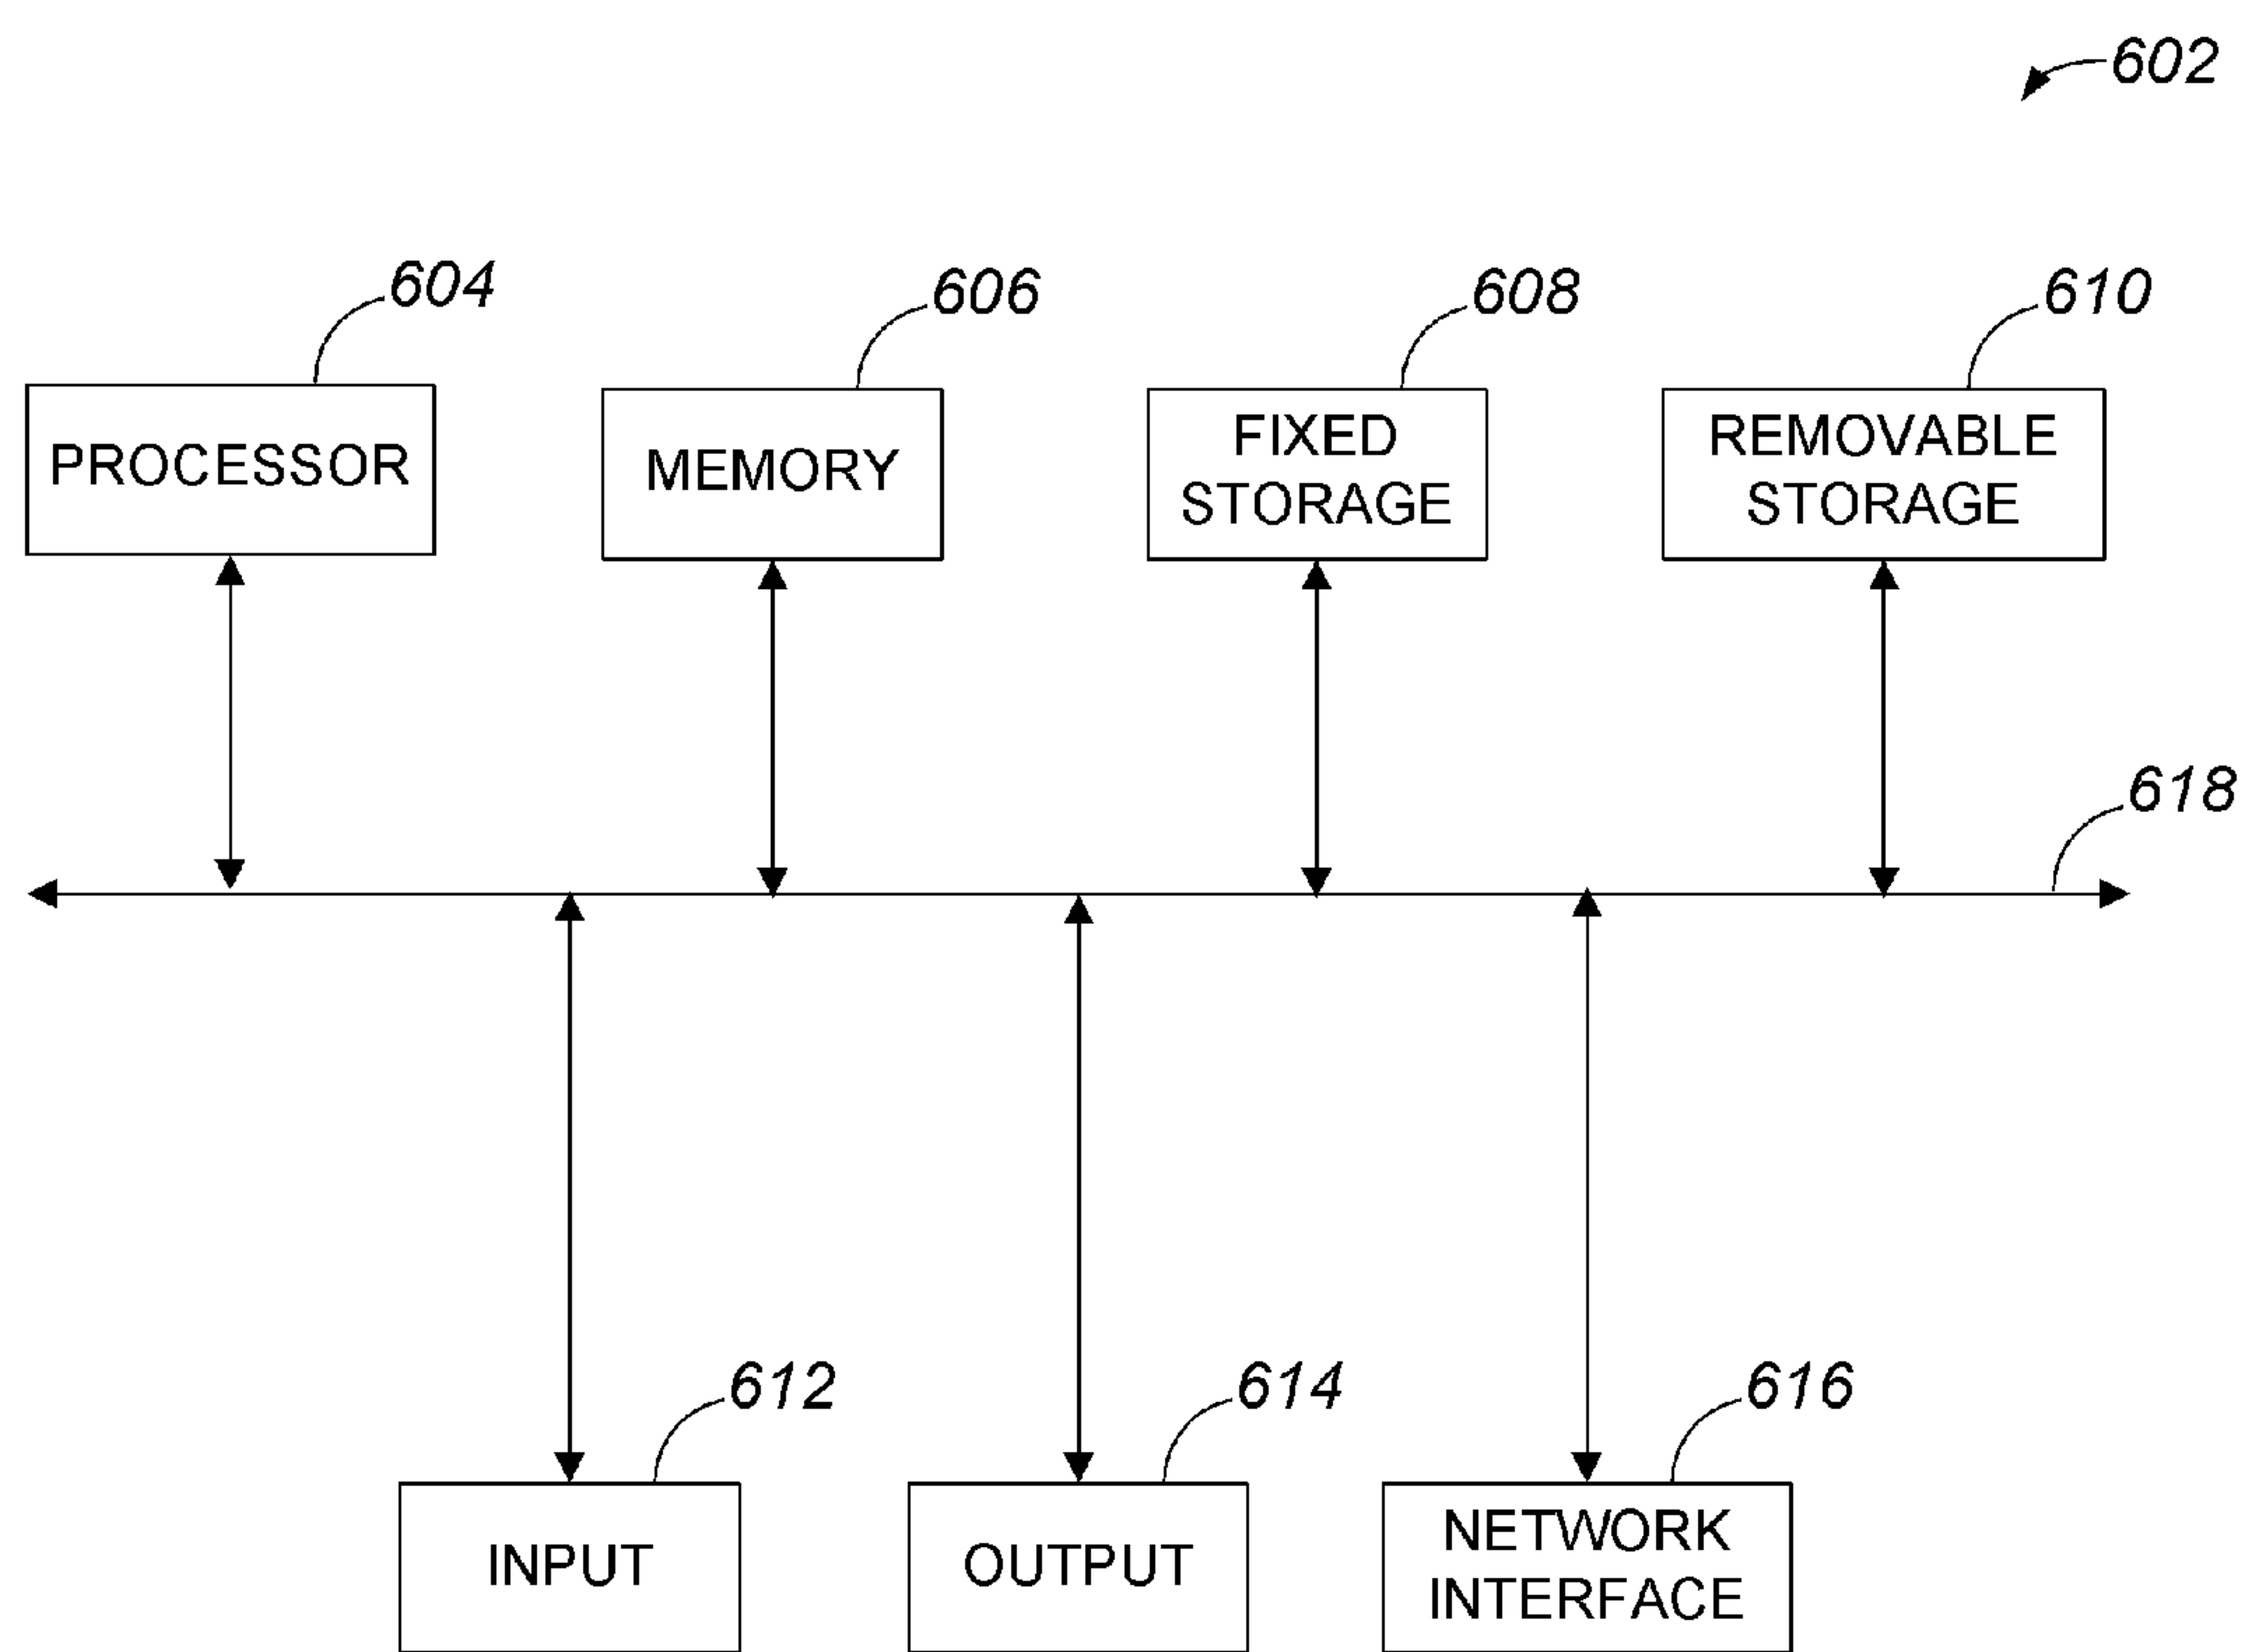 602
604
606
608
610
PROCESSOR
MEMORY
FIXED
STORAGE
REMOVABLE
STORAGE
618
612
614
616
INPUT
OUTPUT
NETWORK
INTERFACE